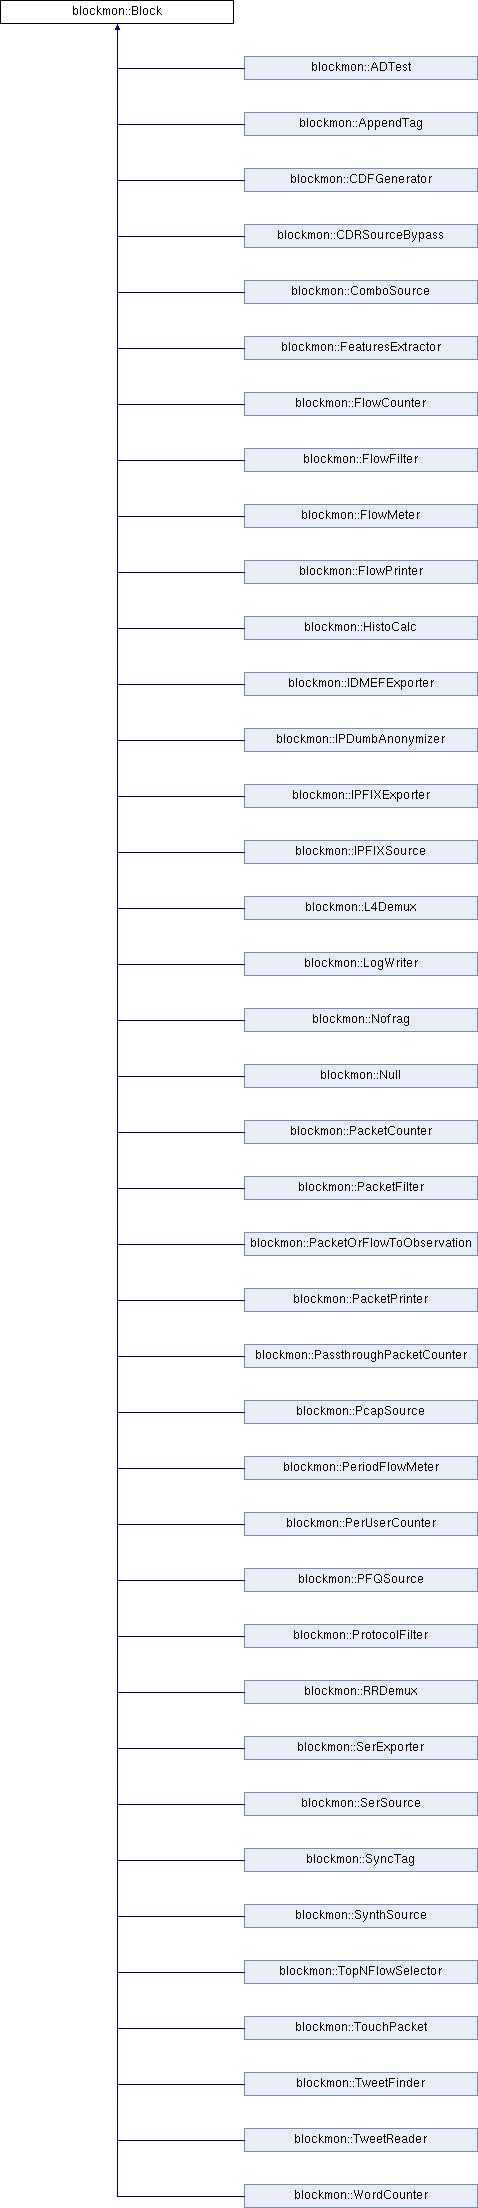 blockmon::Block
blockmon::ADTest
blockmon::AppendTag
blockmon::CDFGenerator
blockmon::CDRSourceBypass
blockmon::ComboSource
blockmon::FeaturesExtractor
blockmon::FlowCounter
blockmon::FlowFilter
blockmon::FlowMeter
blockmon::FlowPrinter
blockmon::HistoCalc
blockmon::IDMEFExporter
blockmon::IPDumbAnonymizer
blockmon::IPFIXExporter
blockmon::IPFIXSource
blockmon::L4Demux
blockmon::LogWriter
blockmon::Nofrag
blockmon::Null
blockmon::PacketCounter
blockmon::PacketFilter
blockmon::PacketOrFlowToObservation
blockmon::PacketPrinter
blockmon::PassthroughPacketCounter
blockmon::PcapSource
blockmon::PeriodFlowMeter
blockmon::PerUserCounter
blockmon::PFQSource
blockmon::ProtocolFilter
blockmon::RRDemux
blockmon::SerExporter
blockmon::SerSource
blockmon::SyncTag
blockmon::SynthSource
blockmon::TopNFlowSelector
blockmon::TouchPacket
blockmon::TweetFinder
blockmon::TweetReader
blockmon::WordCounter